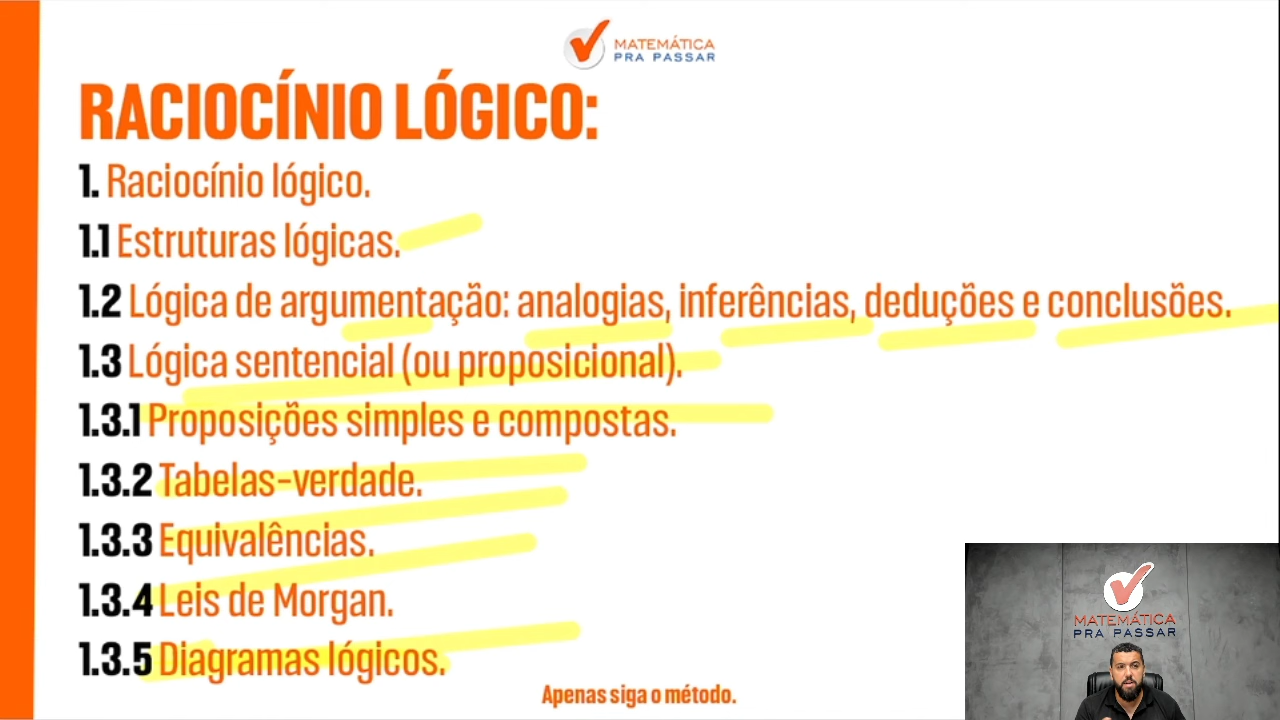 MATEMÁTICA
PRA PASSAR
RACIOCÍNIO LÓGICO:
1. Raciocínio lógico.
1.1 Estruturas lógicas.
1.2 Lógica de argumentação: analogias, inferências, deduções e conclusões.
1.3 Lógica sentencial (ou proposicional).
1.3.1 Proposições simples e compostas.
1.3.2 Tabelas-verdade.
1.3.3 Equivalências.
1.3.4 Leis de Morgan.
1.3.5 Diagramas lógicos.
Apenas siga o método.
MATEMÁTICA
PRA PASSAR